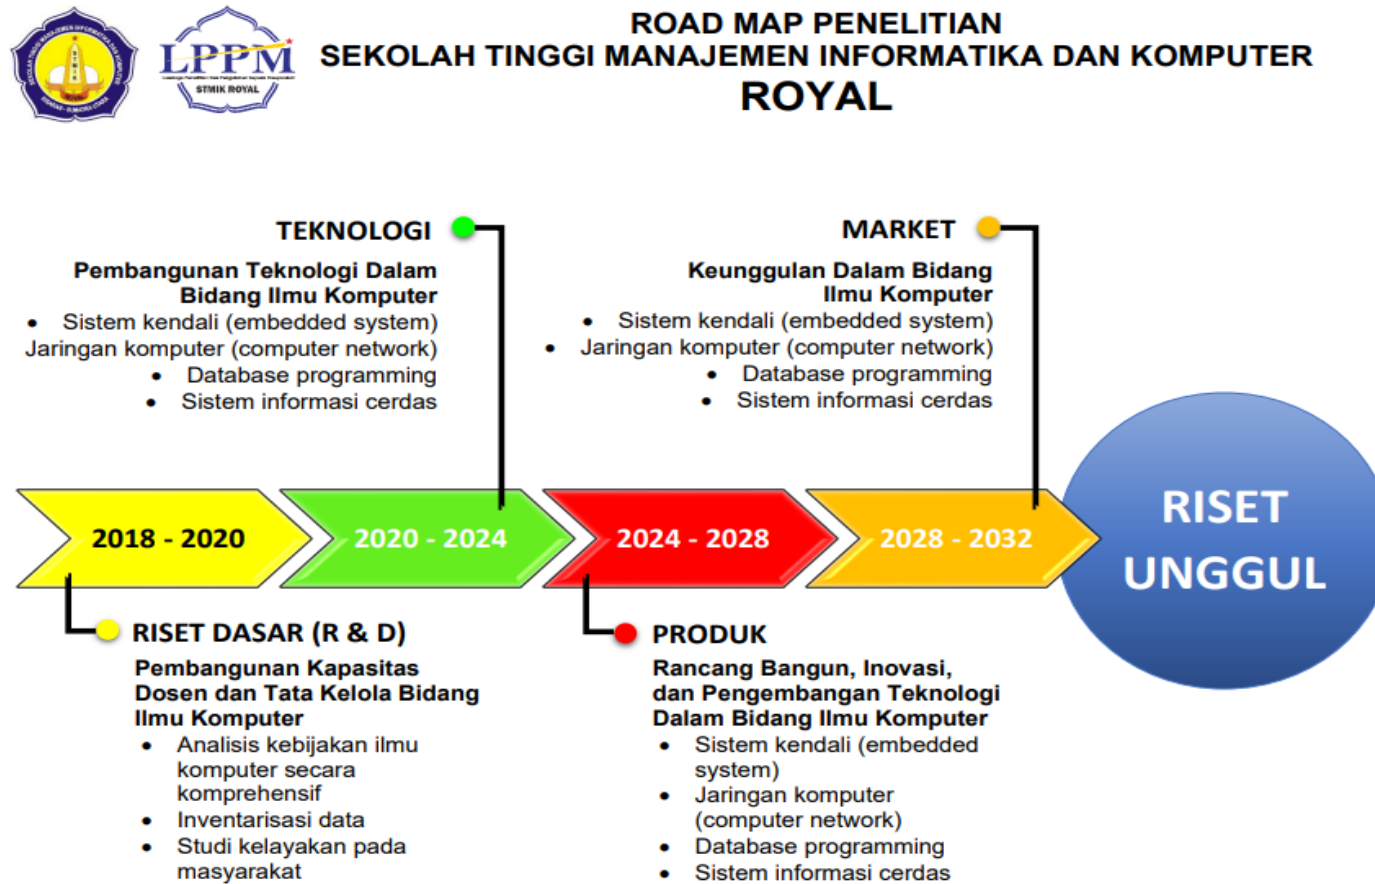 LPPM
STMIK ROYAL
ROAD MAP PENELITIAN
SEKOLAH TINGGI MANAJEMEN INFORMATIKA DAN KOMPUTER
ROYAL
TEKNOLOGI
Pembangunan Teknologi Dalam
Bidang Ilmu Komputer
• Sistem kendali (embedded system)
Jaringan komputer (computer network)
• Database programming
• Sistem informasi cerdas
MARKET
Keunggulan Dalam Bidang
Ilmu Komputer
• Sistem kendali (embedded system)
• Jaringan komputer (computer network)
• Database programming
• Sistem informasi cerdas
2018 - 2020
2020 - 2024
2024 - 2028
2028 - 2032
RISET
UNGGUL
RISET DASAR (R & D)
Pembangunan Kapasitas
Dosen dan Tata Kelola Bidang
Ilmu Komputer
• Analisis kebijakan ilmu
komputer secara
komprehensif
• Inventarisasi data
• Studi kelayakan pada
masyarakat
PRODUK
Rancang Bangun, Inovasi,
dan Pengembangan Teknologi
Dalam Bidang Ilmu Komputer
• Sistem kendali (embedded
system)
• Jaringan komputer
(computer network)
• Database programming
• Sistem informasi cerdas